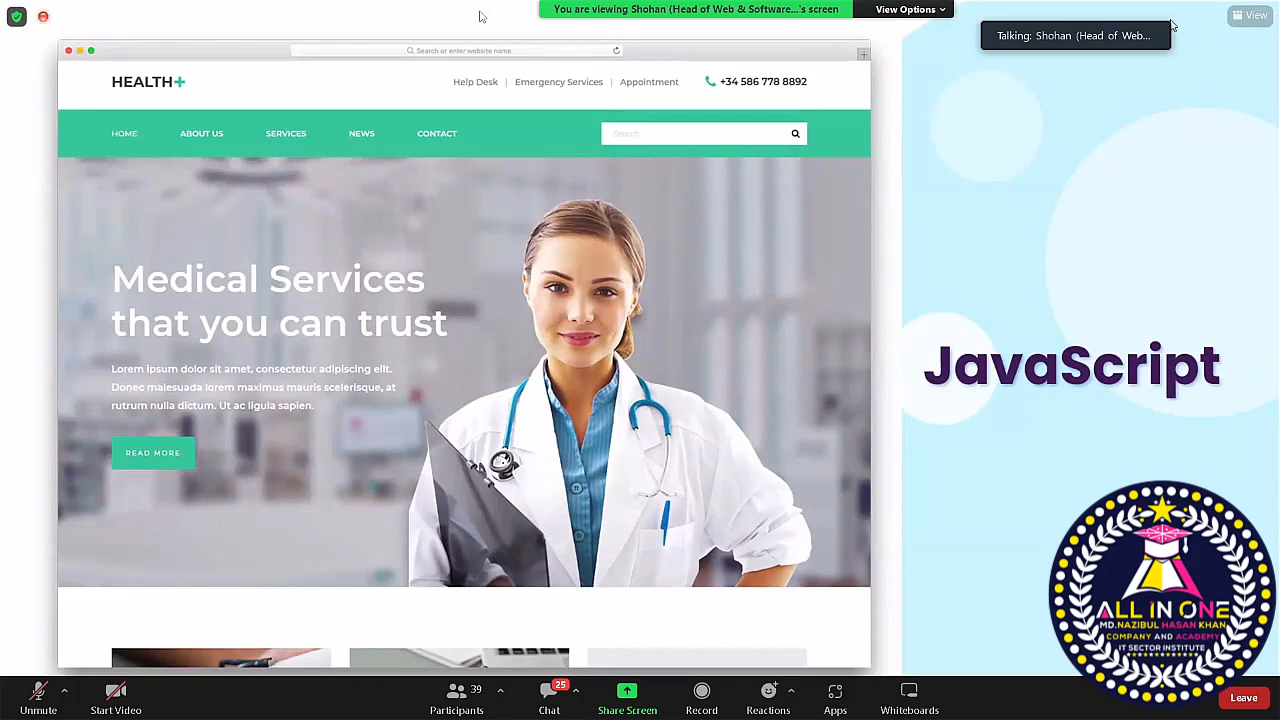 You are viewing Shohan (Head of Web & Software...'s screen
View Options
View
Talking: Shohan (Head of Web...
Search or enter website name
HEALTH+
Help Desk | Emergency Services | Appointment
+34 586 778 8892
HOME ABOUT US SERVICES NEWS CONTACT
Search
Medical Services
that you can trust
Lorem ipsum dolor sit amet, consectetur adipiscing elit.
Donec malesuada lorem maximus mauris scelerisque, at
rutrum nulla dictum. Ut ac ligula sapien.
READ MORE
JavaScript
ALL IN ONE
MD.NAZIBUL HASAN KHAN
COMPANY AND ACADEMY
IT SECTOR INSTITUTE
Unmute
Start Video
39
Participants
25
Chat
Share Screen
Record
Reactions
Apps
Whiteboards
Leave